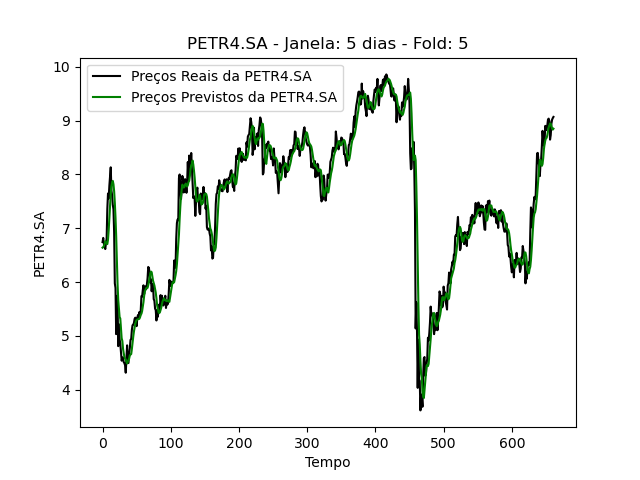 PETR4.SA - Janela: 5 dias - Fold: 5
Preços Reais da PETR4.SA
Preços Previstos da PETR4.SA
10
9
8
7
6
5
4
PETR4.SA
0 100 200 300 400 500 600
Tempo